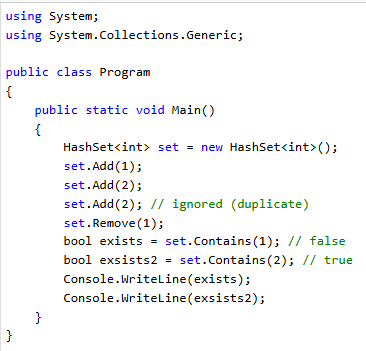 using System;
using System.Collections.Generic;

public class Program
{
    public static void Main()
    {
        HashSet<int> set = new HashSet<int>();
        set.Add(1);
        set.Add(2);
        set.Add(2); // ignored (duplicate)
        set.Remove(1);
        bool exists = set.Contains(1); // false
        bool exsists2 = set.Contains(2); // true
        Console.WriteLine(exists);
        Console.WriteLine(exsists2);
    }
}